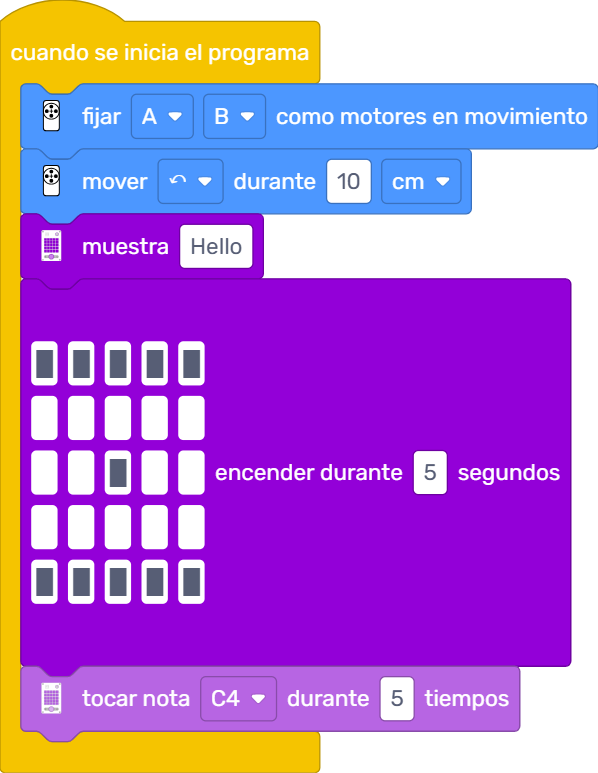 cuando se inicia el programa
fijar A B como motores en movimiento
mover durante 10 cm
muestra Hello
encender durante 5 segundos
tocar nota C4 durante 5 tiempos